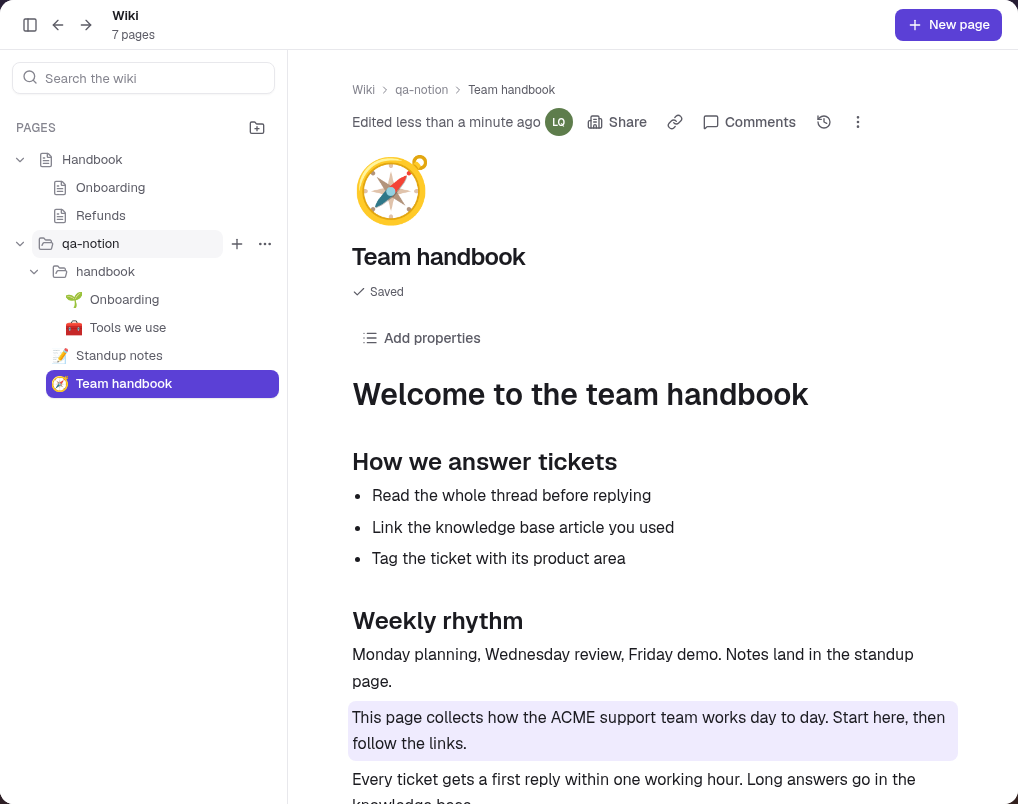 Wiki
7 pages
New page
Search the wiki
PAGES
Handbook
Onboarding
Refunds
qa-notion
handbook
Onboarding
Tools we use
Standup notes
Team handbook
Wiki > qa-notion > Team handbook
Edited less than a minute ago LQ Share Comments
Team handbook
Saved
Add properties
Welcome to the team handbook
How we answer tickets
• Read the whole thread before replying
• Link the knowledge base article you used
• Tag the ticket with its product area
Weekly rhythm
Monday planning, Wednesday review, Friday demo. Notes land in the standup
page.
This page collects how the ACME support team works day to day. Start here, then
follow the links.
Every ticket gets a first reply within one working hour. Long answers go in the
knowledge base.